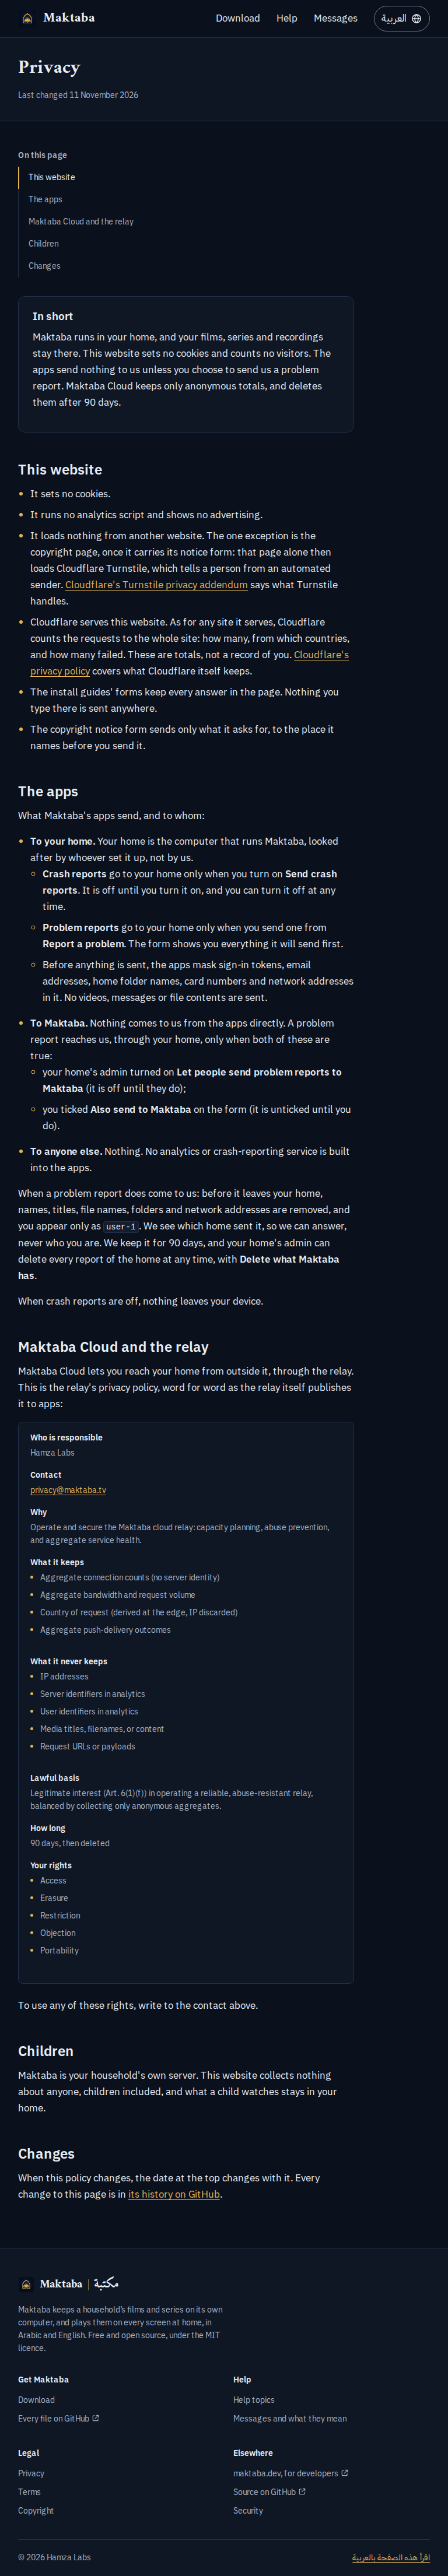 Maktaba
Download Help Messages العربية
Privacy
Last changed 11 November 2026
On this page
This website
The apps
Maktaba Cloud and the relay
Children
Changes
In short
Maktaba runs in your home, and your films, series and recordings
stay there. This website sets no cookies and counts no visitors. The
apps send nothing to us unless you choose to send us a problem
report. Maktaba Cloud keeps only anonymous totals, and deletes
them after 90 days.
This website
It sets no cookies.
It runs no analytics script and shows no advertising.
It loads nothing from another website. The one exception is the
copyright page, once it carries its notice form: that page alone then
loads Cloudflare Turnstile, which tells a person from an automated
sender. Cloudflare's Turnstile privacy addendum says what Turnstile
handles.
Cloudflare serves this website. As for any site it serves, Cloudflare
counts the requests to the whole site: how many, from which countries,
and how many failed. These are totals, not a record of you. Cloudflare's
privacy policy covers what Cloudflare itself keeps.
The install guides' forms keep every answer in the page. Nothing you
type there is sent anywhere.
The copyright notice form sends only what it asks for, to the place it
names before you send it.
The apps
What Maktaba's apps send, and to whom:
To your home. Your home is the computer that runs Maktaba, looked
after by whoever set it up, not by us.
Crash reports go to your home only when you turn on Send crash
reports. It is off until you turn it on, and you can turn it off at any
time.
Problem reports go to your home only when you send one from
Report a problem. The form shows you everything it will send first.
Before anything is sent, the apps mask sign-in tokens, email
addresses, home folder names, card numbers and network addresses
in it. No videos, messages or file contents are sent.
To Maktaba. Nothing comes to us from the apps directly. A problem
report reaches us, through your home, only when both of these are
true:
your home's admin turned on Let people send problem reports to
Maktaba (it is off until they do);
you ticked Also send to Maktaba on the form (it is unticked until you
do).
To anyone else. Nothing. No analytics or crash-reporting service is built
into the apps.
When a problem report does come to us: before it leaves your home,
names, titles, file names, folders and network addresses are removed, and
you appear only as user-1. We see which home sent it, so we can answer,
never who you are. We keep it for 90 days, and your home's admin can
delete every report of the home at any time, with Delete what Maktaba
has.
When crash reports are off, nothing leaves your device.
Maktaba Cloud and the relay
Maktaba Cloud lets you reach your home from outside it, through the relay.
This is the relay's privacy policy, word for word as the relay itself publishes
it to apps:
Who is responsible
Hamza Labs
Contact
privacy@maktaba.tv
Why
Operate and secure the Maktaba cloud relay: capacity planning, abuse prevention,
and aggregate service health.
What it keeps
Aggregate connection counts (no server identity)
Aggregate bandwidth and request volume
Country of request (derived at the edge, IP discarded)
Aggregate push-delivery outcomes
What it never keeps
IP addresses
Server identifiers in analytics
User identifiers in analytics
Media titles, filenames, or content
Request URLs or payloads
Lawful basis
Legitimate interest (Art. 6(1)(f)) in operating a reliable, abuse-resistant relay,
balanced by collecting only anonymous aggregates.
How long
90 days, then deleted
Your rights
Access
Erasure
Restriction
Objection
Portability
To use any of these rights, write to the contact above.
Children
Maktaba is your household's own server. This website collects nothing
about anyone, children included, and what a child watches stays in your
home.
Changes
When this policy changes, the date at the top changes with it. Every
change to this page is in its history on GitHub.
Maktaba | مكتبة
Maktaba keeps a household's films and series on its own
computer, and plays them on every screen at home, in
Arabic and English. Free and open source, under the MIT
licence.
Get Maktaba
Download
Every file on GitHub
Help
Help topics
Messages and what they mean
Legal
Privacy
Terms
Copyright
Elsewhere
maktaba.dev, for developers
Source on GitHub
Security
© 2026 Hamza Labs
اقرأ هذه الصفحة بالعربية